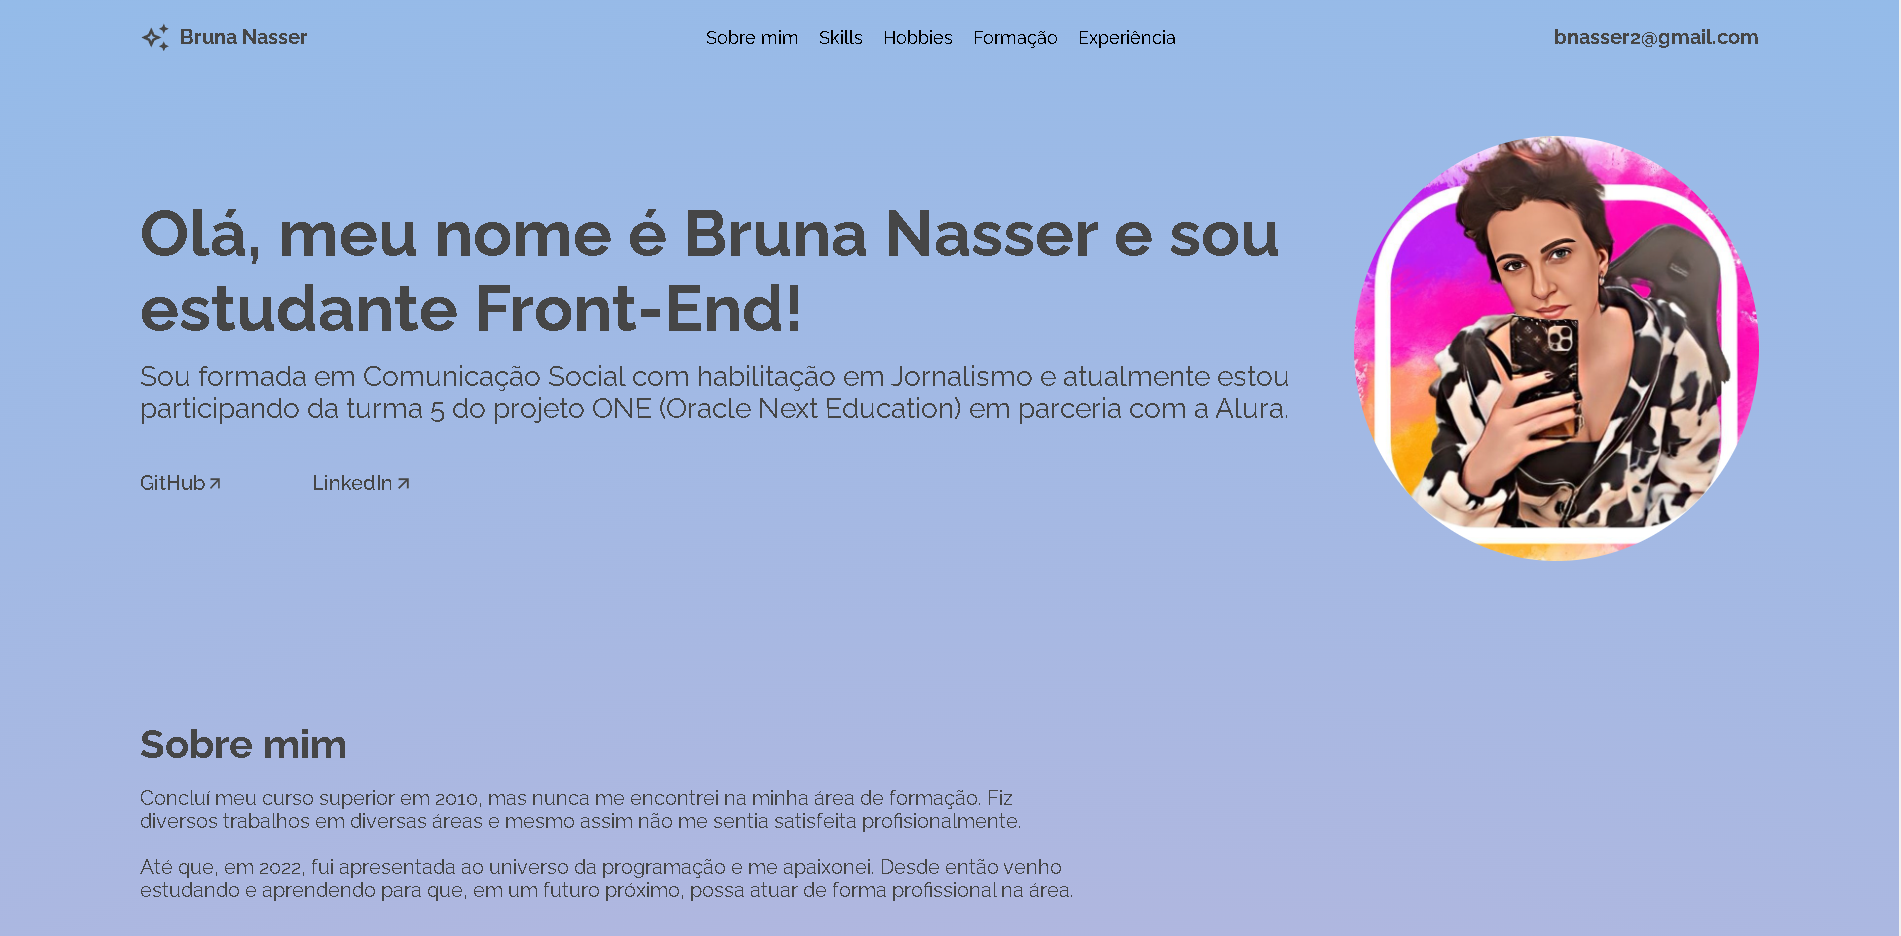 Bruna Nasser
Sobre mim
Skills
Hobbies
Formação
Experiência
bnasser2@gmail.com
Olá, meu nome é Bruna Nasser e sou
estudante Front-End!
Sou formada em Comunicação Social com habilitação em Jornalismo e atualmente estou
participando da turma 5 do projeto ONE (Oracle Next Education) em parceria com a Alura.
GitHub
LinkedIn
Sobre mim
Concluí meu curso superior em 2010, mas nunca me encontrei na minha área de formação. Fiz
diversos trabalhos em diversas áreas e mesmo assim não me sentia satisfeita profisionalmente.
Até que, em 2022, fui apresentada ao universo da programação e me apaixonei. Desde então venho
estudando e aprendendo para que, em um futuro próximo, possa atuar de forma profissional na área.